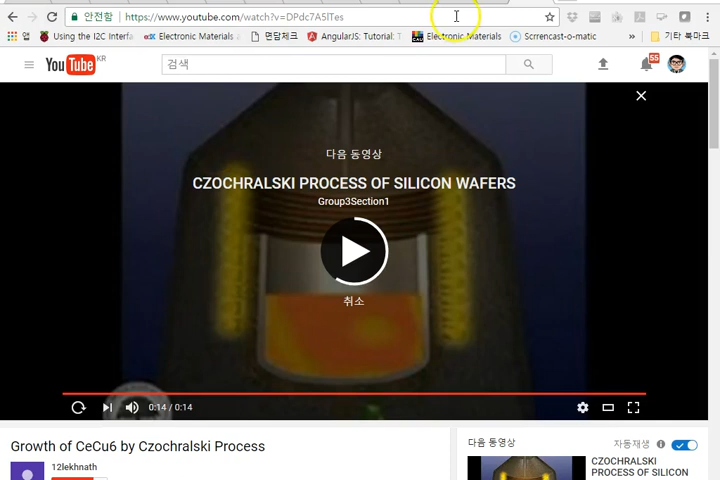 안전함 https://www.youtube.com/watch?v=DPdc7A5lTes
앱 Using the I2C Interfa Electronic Materials a 면담체크 AngularJS: Tutorial: T Electronic Materials Scrrencast-o-matic » 기타 북마크
YouTube KR 검색 55
다음 동영상
CZOCHRALSKI PROCESS OF SILICON WAFERS
Group3Section1
취소
0:14 / 0:14
Growth of CeCu6 by Czochralski Process
12lekhnath
다음 동영상 자동재생
CZOCHRALSKI
PROCESS OF SILICON